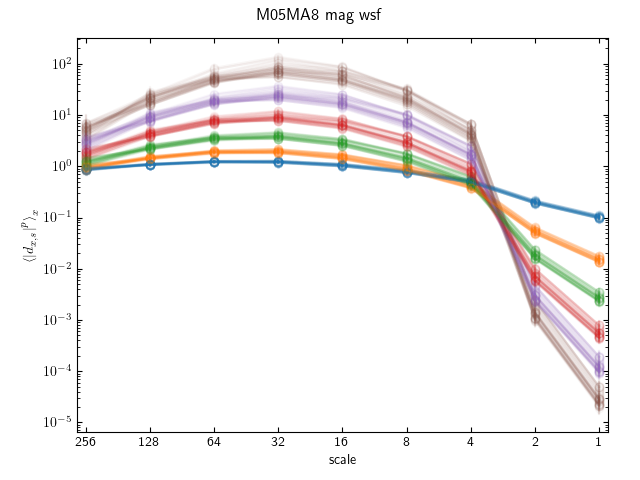 M05MA8 mag wsf
⟨|d_{x,s}|^p⟩_x
10^2
10^1
10^0
10^{-1}
10^{-2}
10^{-3}
10^{-4}
10^{-5}
256 128 64 32 16 8 4 2 1
scale